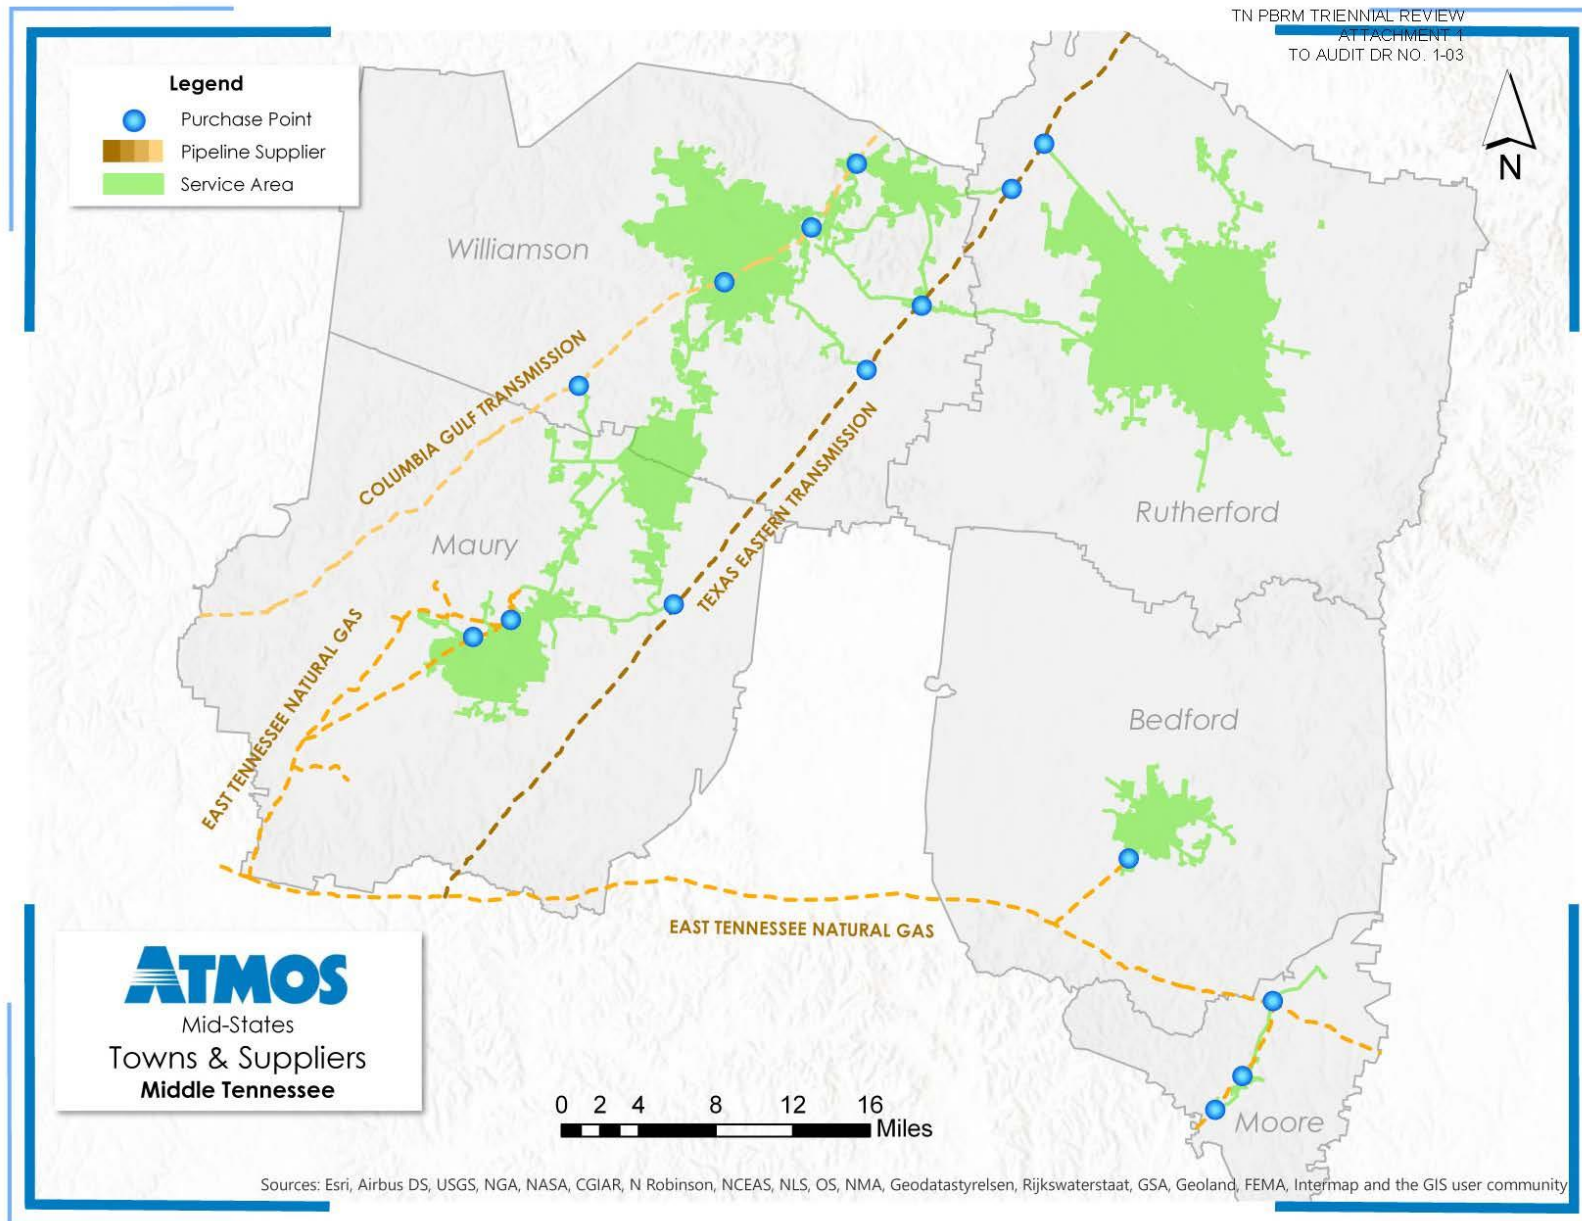 TN PBRM TRIENNIAL REVIEW
ATTACHMENT 1
TO AUDIT DR NO. 1-03
Legend
Purchase Point
Pipeline Supplier
Service Area
N
Williamson
COLUMBIA GULF TRANSMISSION
Rutherford
Maury
TEXAS EASTERN TRANSMISSION
EAST TENNESSEE NATURAL GAS
Bedford
EAST TENNESSEE NATURAL GAS
ATMOS
Mid-States
Towns & Suppliers
Middle Tennessee
0 2 4 8 12 16
Miles
Moore
Sources: Esri, Airbus DS, USGS, NGA, NASA, CGIAR, N Robinson, NCEAS, NLS, OS, NMA, Geodatastyrelsen, Rijkswaterstaat, GSA, Geoland, FEMA, Intermap and the GIS user community